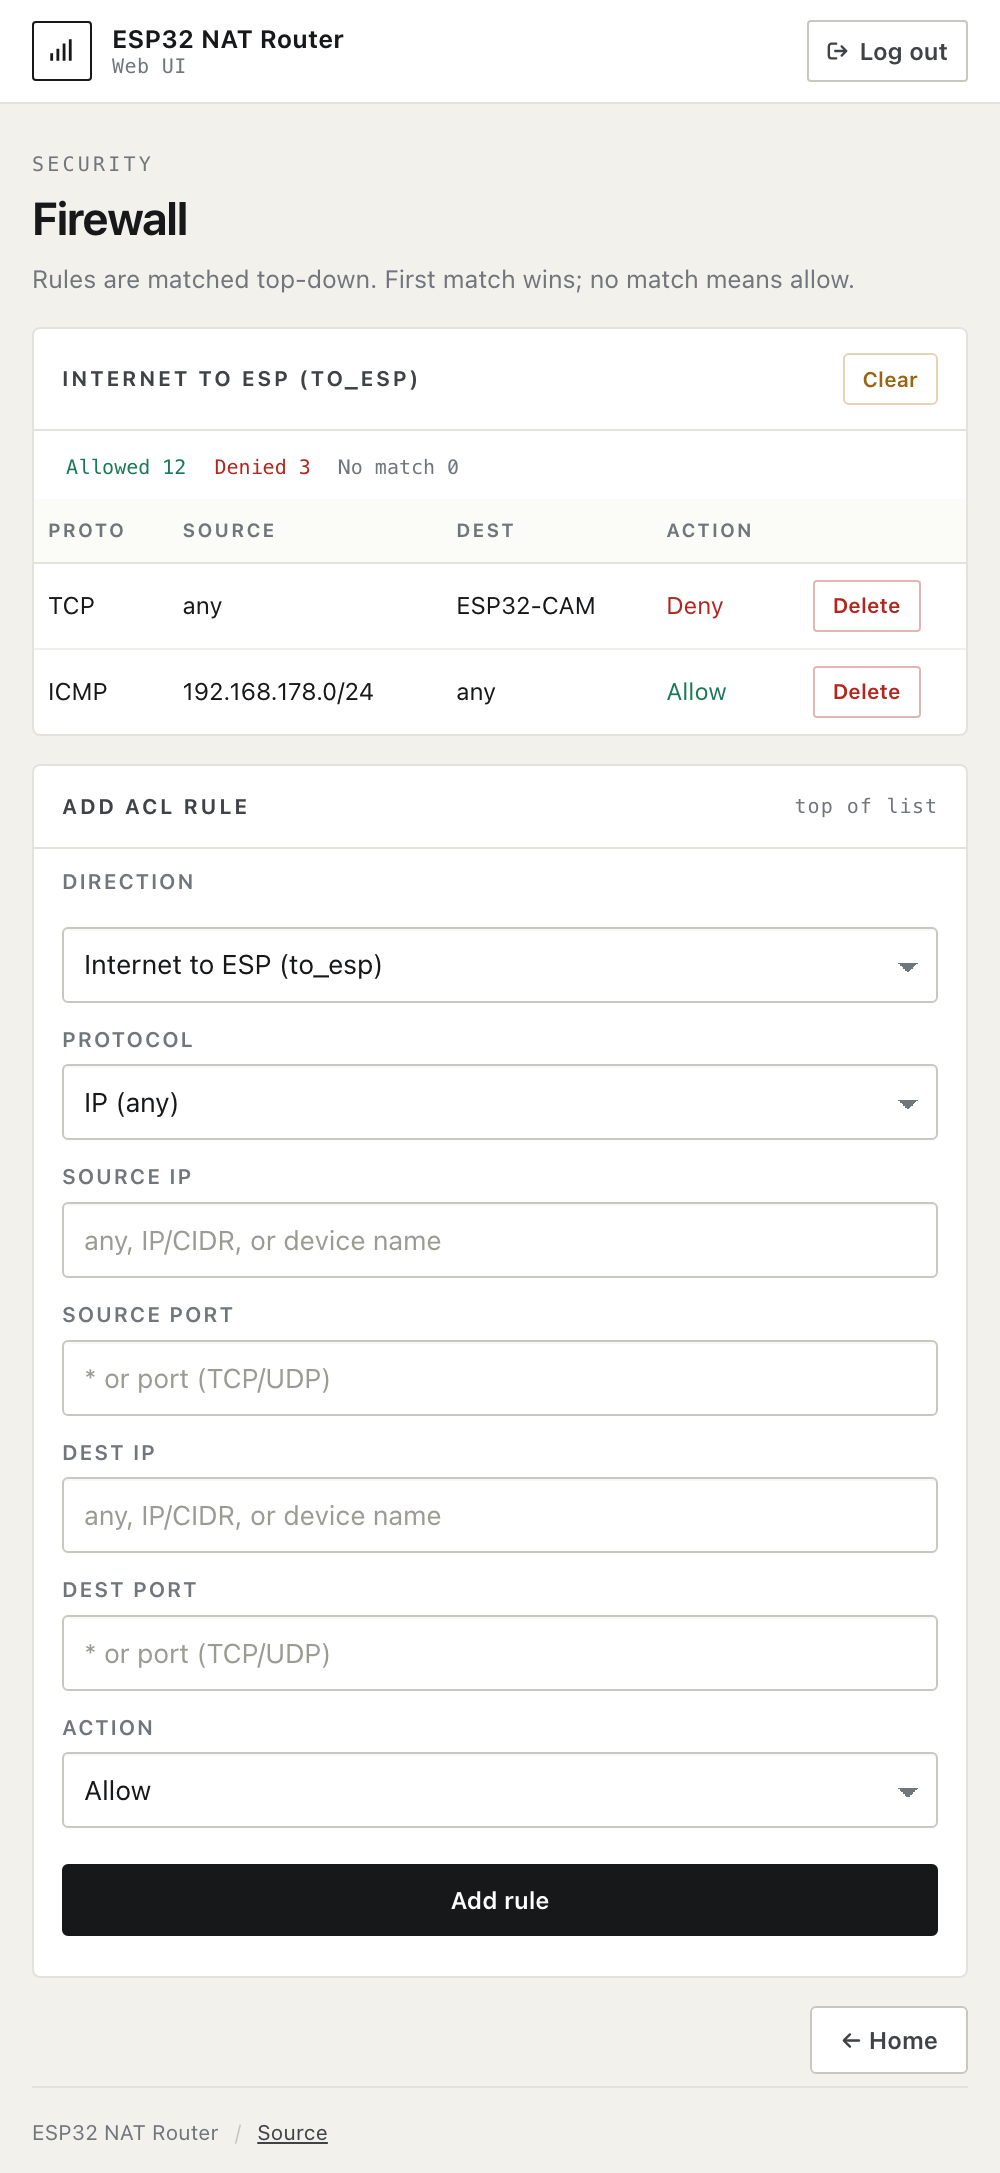 ESP32 NAT Router
Web UI
Log out
SECURITY
Firewall
Rules are matched top-down. First match wins; no match means allow.
INTERNET TO ESP (TO_ESP)
Clear
Allowed 12 Denied 3 No match 0
PROTO SOURCE DEST ACTION
TCP any ESP32-CAM Deny Delete
ICMP 192.168.178.0/24 any Allow Delete
ADD ACL RULE
top of list
DIRECTION
Internet to ESP (to_esp)
PROTOCOL
IP (any)
SOURCE IP
any, IP/CIDR, or device name
SOURCE PORT
* or port (TCP/UDP)
DEST IP
any, IP/CIDR, or device name
DEST PORT
* or port (TCP/UDP)
ACTION
Allow
Add rule
← Home
ESP32 NAT Router / Source